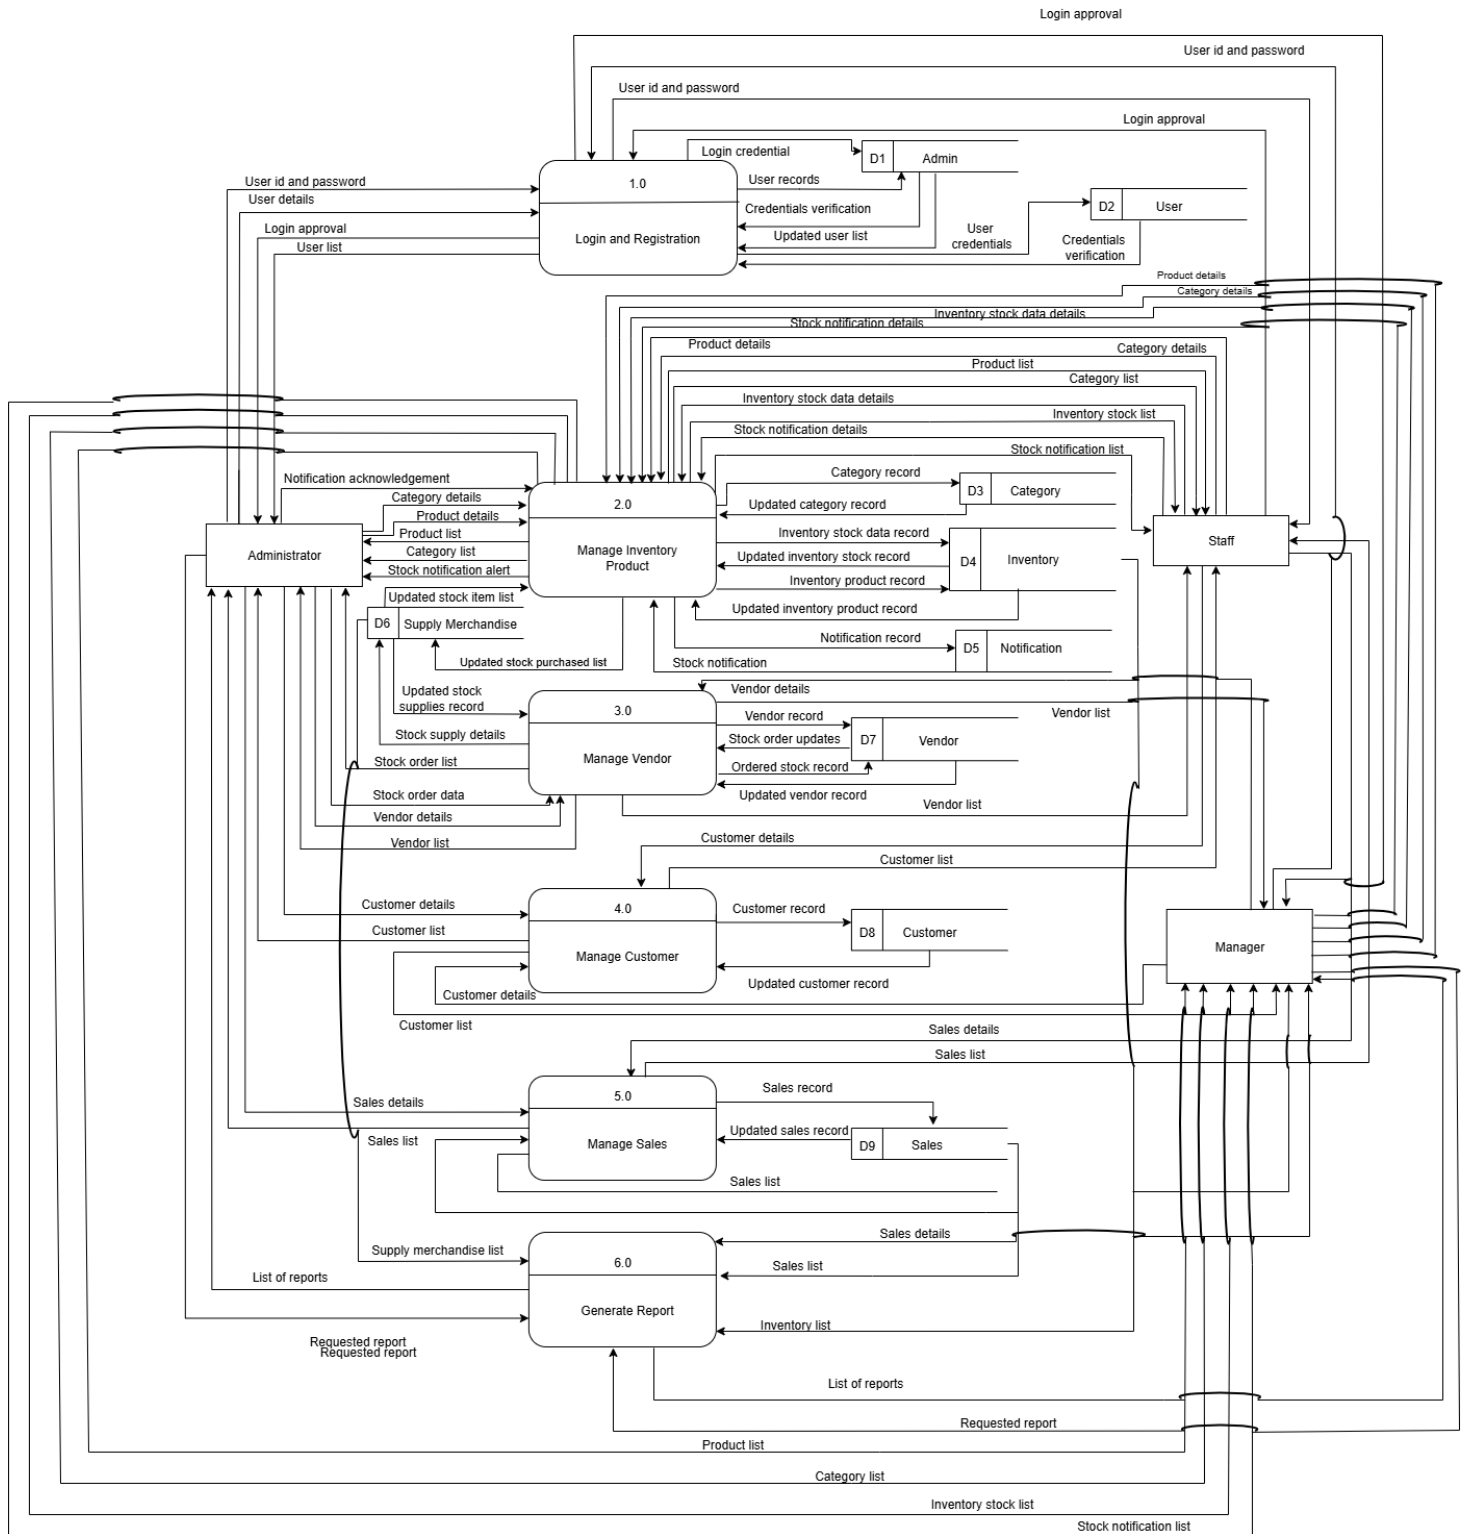 Login approval
User id and password
User id and password
Login approval
Login credential
D1
Admin
1.0
User id and password
User records
User details
Credentials verification
D2
User
Login approval
Login and Registration
Updated user list
User
credentials
Credentials
verification
User list
Product details
Category details
Inventory stock data details
Stock notification details
Product details
Category details
Product list
Category list
Inventory stock data details
Inventory stock list
Stock notification details
Stock notification list
Notification acknowledgement
Category record
Category details
D3
Category
2.0
Updated category record
Product details
Product list
Inventory stock data record
Staff
Administrator
Category list
Manage Inventory
Product
Updated inventory stock record
D4
Inventory
Stock notification alert
Inventory product record
Updated stock item list
Updated inventory product record
D6
Supply Merchandise
Notification record
D5
Notification
Updated stock purchased list
Stock notification
Updated stock
supplies record
Vendor details
3.0
Vendor record
Vendor list
Stock supply details
Stock order updates
D7
Vendor
Manage Vendor
Stock order list
Ordered stock record
Stock order data
Updated vendor record
Vendor list
Vendor details
Vendor list
Customer details
Customer list
Customer details
4.0
Customer record
Customer list
D8
Customer
Manager
Manage Customer
Customer details
Updated customer record
Customer list
Sales details
Sales list
5.0
Sales record
Sales details
Updated sales record
Sales list
Manage Sales
D9
Sales
Sales list
Sales details
Supply merchandise list
6.0
Sales list
List of reports
Generate Report
Inventory list
Requested report
Requested report
List of reports
Requested report
Product list
Category list
Inventory stock list
Stock notification list